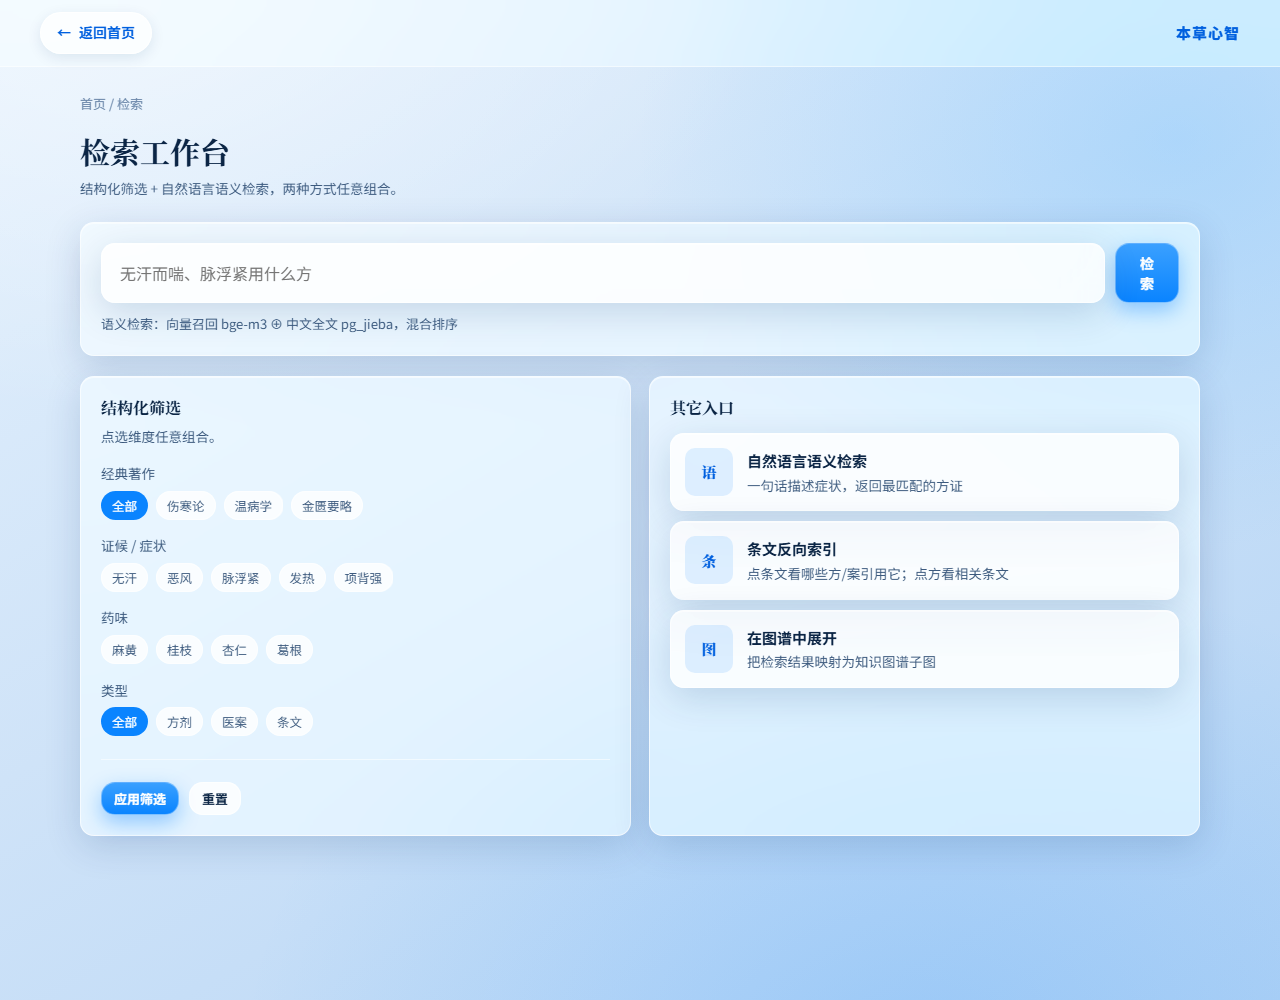 ← 返回首页
本草心智
首页 / 检索
检索工作台
结构化筛选 + 自然语言语义检索，两种方式任意组合。
无汗而喘、脉浮紧用什么方
检
索
语义检索：向量召回 bge-m3 ⊕ 中文全文 pg_jieba，混合排序
结构化筛选
点选维度任意组合。
经典著作
全部 伤寒论 温病学 金匮要略
证候 / 症状
无汗 恶风 脉浮紧 发热 项背强
药味
麻黄 桂枝 杏仁 葛根
类型
全部 方剂 医案 条文
应用筛选 重置
其它入口
语
自然语言语义检索
一句话描述症状，返回最匹配的方证
条
条文反向索引
点条文看哪些方/案引用它；点方看相关条文
图
在图谱中展开
把检索结果映射为知识图谱子图